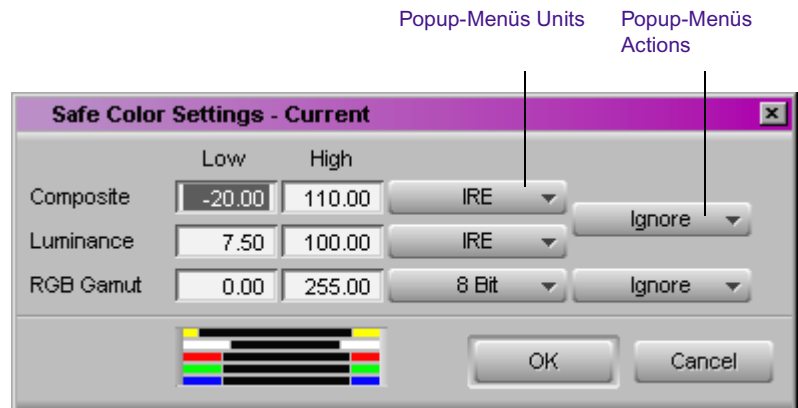 Popup-Menüs Units
Popup-Menüs
Actions
Safe Color Settings - Current
Low High
Composite -20.00 110.00 IRE
Ignore
Luminance 7.50 100.00 IRE
RGB Gamut 0.00 255.00 8 Bit Ignore
OK Cancel